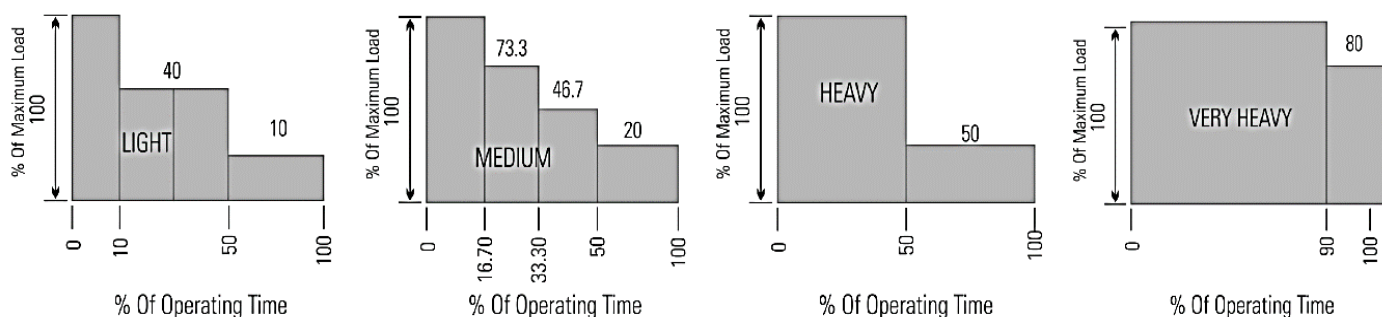 % Of Maximum Load
100
40
10
LIGHT
0
10
50
100
% Of Operating Time
% Of Maximum Load
100
73.3
46.7
20
MEDIUM
0
16.70
33.30
50
100
% Of Operating Time
% Of Maximum Load
100
HEAVY
50
0
50
100
% Of Operating Time
% Of Maximum Load
100
VERY HEAVY
80
0
90
100
% Of Operating Time